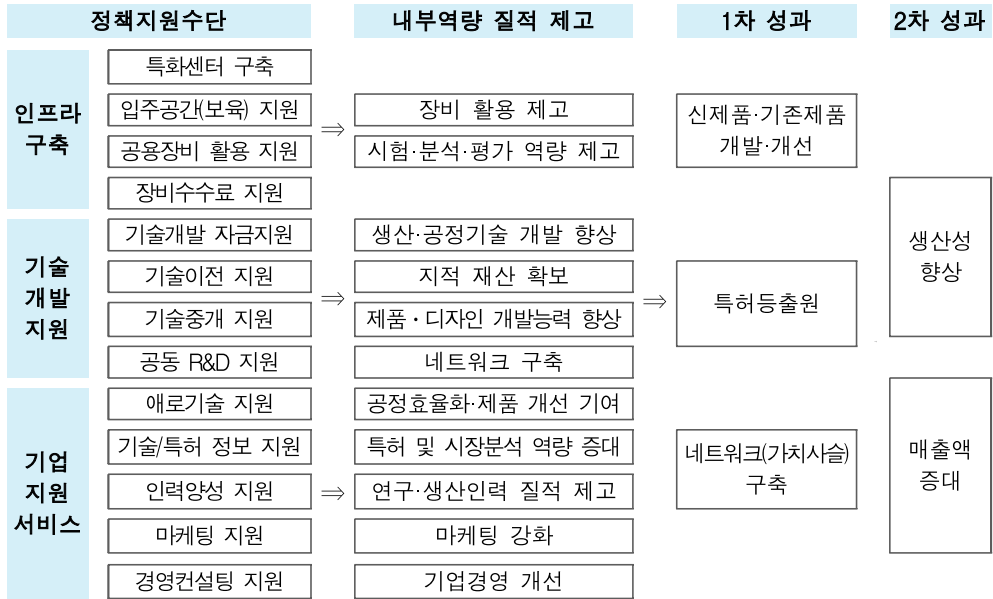 정책지원수단 내부역량 질적 제고 1차 성과 2차 성과
인프라
구축
특화센터 구축
입주공간(보육) 지원
공용장비 활용 지원
장비수수료 지원
⇒
장비 활용 제고
시험·분석·평가 역량 제고
기술
개발
지원
기술개발 자금지원
기술이전 지원
기술중개 지원
공동 R&D 지원
⇒
생산·공정기술 개발 향상
지적 재산 확보
제품·디자인 개발능력 향상
네트워크 구축
기업
지원
서비스
애로기술 지원
기술/특허 정보 지원
인력양성 지원
마케팅 지원
경영컨설팅 지원
⇒
공정효율화·제품 개선 기여
특허 및 시장분석 역량 증대
연구·생산인력 질적 제고
마케팅 강화
기업경영 개선
⇒
신제품·기존제품
개발·개선
특허등출원
네트워크(가치사슬)
구축
생산성
향상
매출액
증대